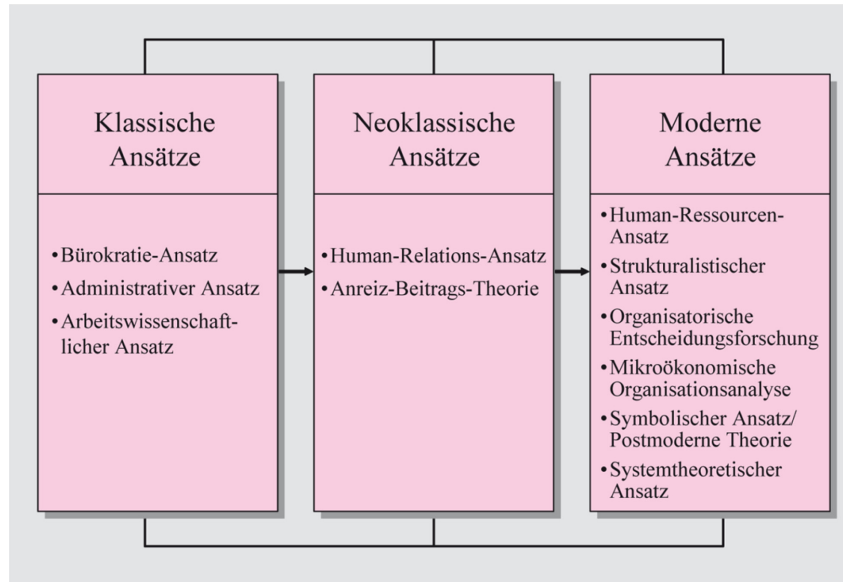 Klassische
Ansätze
•Bürokratie-Ansatz
•Administrativer Ansatz
•Arbeitswissenschaft-
licher Ansatz
Neoklassische
Ansätze
•Human-Relations-Ansatz
•Anreiz-Beitrags-Theorie
Moderne
Ansätze
•Human-Ressourcen-
Ansatz
•Strukturalistischer
Ansatz
•Organisatorische
Entscheidungsforschung
•Mikroökonomische
Organisationsanalyse
•Symbolischer Ansatz/
Postmoderne Theorie
•Systemtheoretischer
Ansatz